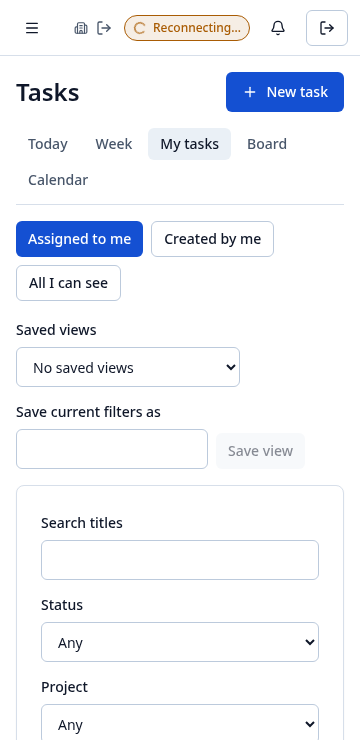 Reconnecting...
Tasks
New task
Today
Week
My tasks
Board
Calendar
Assigned to me
Created by me
All I can see
Saved views
No saved views
Save current filters as
Save view
Search titles
Status
Any
Project
Any